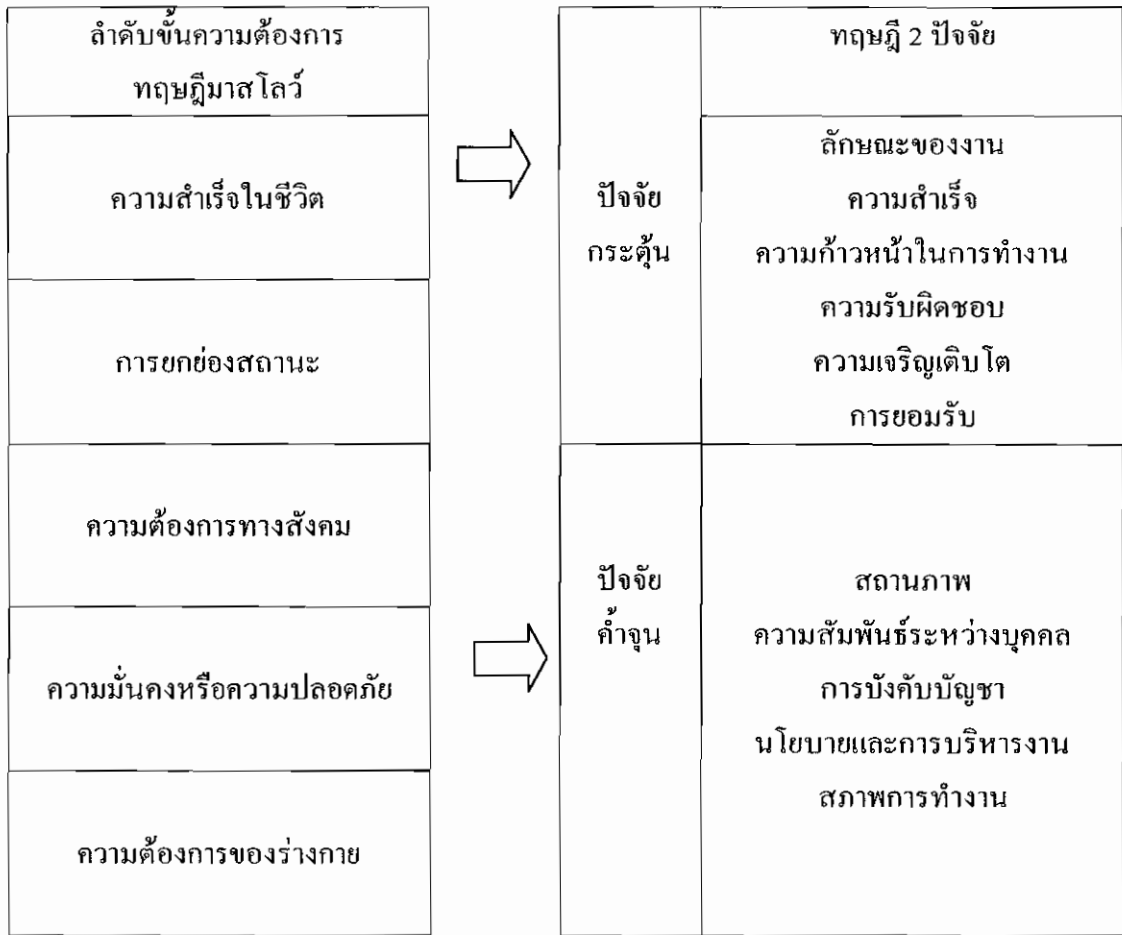 ลำดับขั้นความต้องการ
ทฤษฎีมาสโลว์
ความสำเร็จในชีวิต
การยกย่องสถานะ
ความต้องการทางสังคม
ความมั่นคงหรือความปลอดภัย
ความต้องการของร่างกาย
ทฤษฎี 2 ปัจจัย
ปัจจัย
กระตุ้น
ลักษณะของงาน
ความสำเร็จ
ความก้าวหน้าในการทำงาน
ความรับผิดชอบ
ความเจริญเติบโต
การยอมรับ
ปัจจัย
ค้ำจุน
สถานภาพ
ความสัมพันธ์ระหว่างบุคคล
การบังคับบัญชา
นโยบายและการบริหารงาน
สภาพการทำงาน